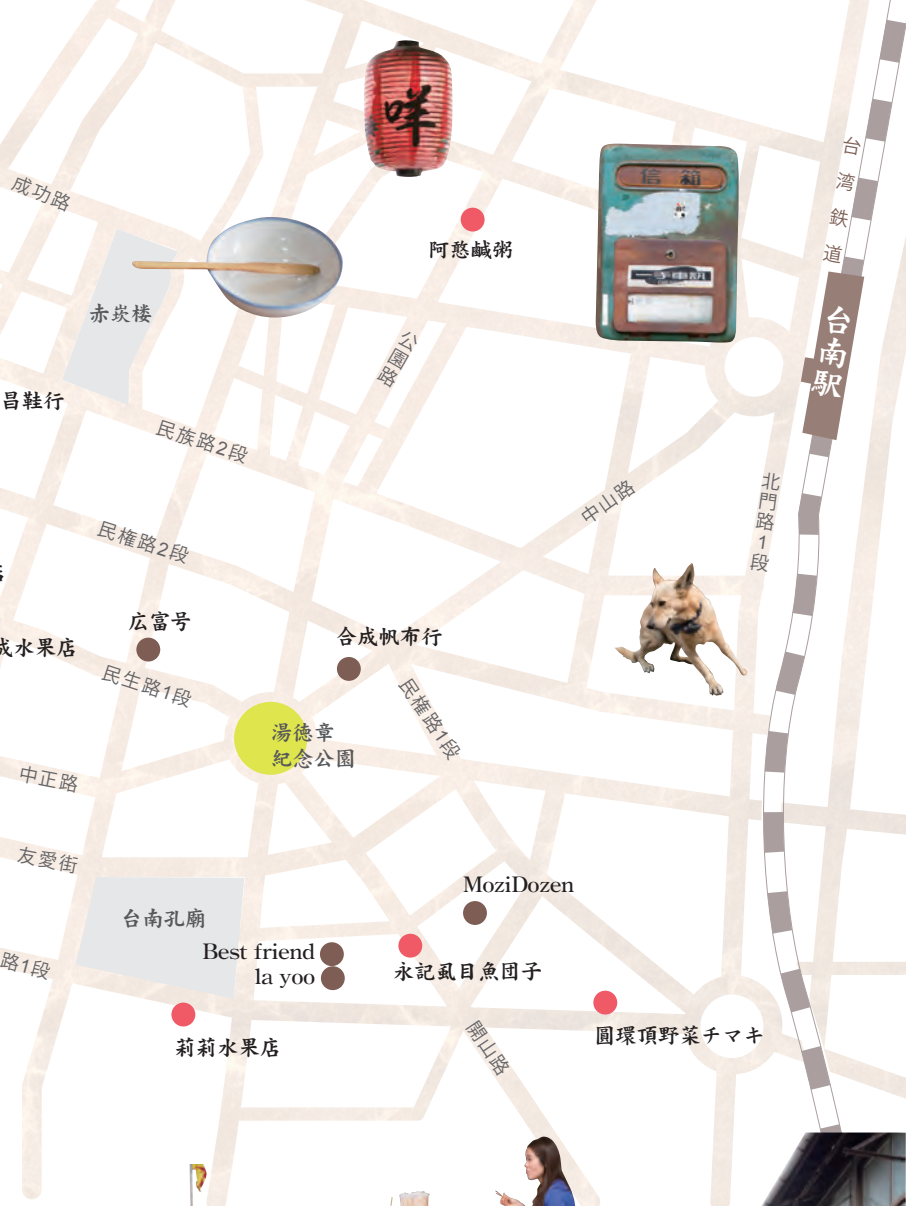 咩
信箱
台湾鉄道
成功路
阿憨鹹粥
赤崁楼
台南駅
公園路
昌鞋行
民族路2段
北門路1段
中山路
民権路2段
広富号
合成帆布行
成水果店
民生路1段
民権路1段
湯徳章
紀念公園
中正路
友愛街
MoziDozen
台南孔廟
Best friend
la yoo
永記虱目魚団子
路1段
圓環頂野菜チマキ
莉莉水果店
開山路